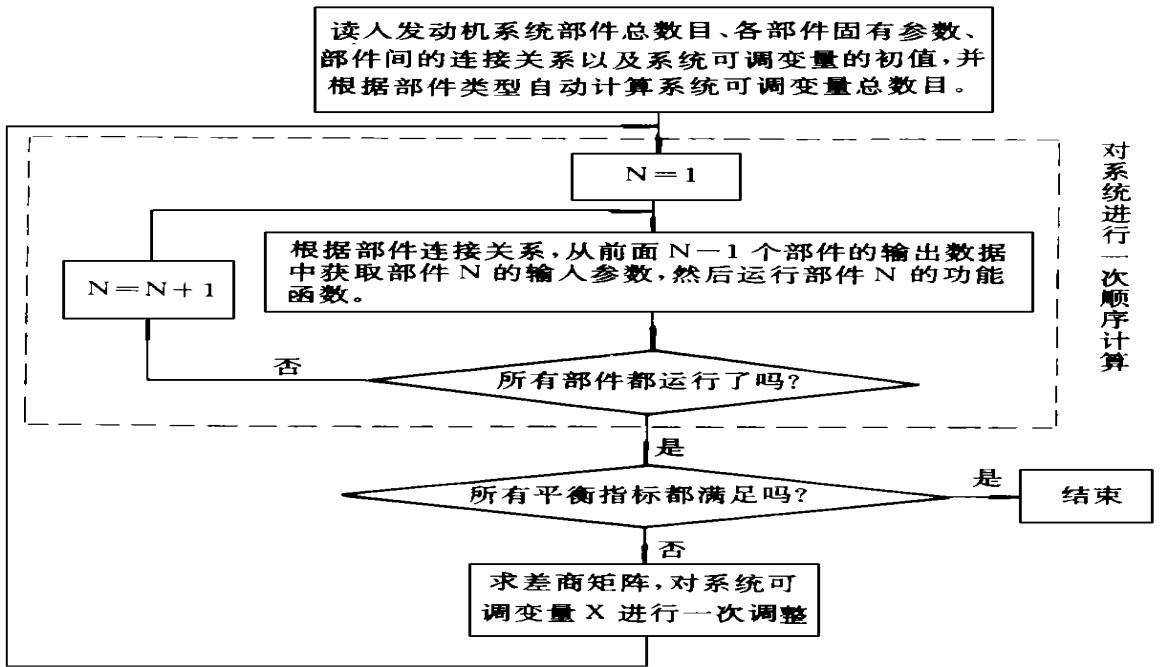 读入发动机系统部件总数目、各部件固有参数、
部件间的连接关系以及系统可调变量的初值,并
根据部件类型自动计算系统可调变量总数目。
N=1
对系统进行一次顺序计算
根据部件连接关系,从前面N-1个部件的输出数据
中获取部件N的输入参数,然后运行部件N的功能
函数。
N=N+1
否
所有部件都运行了吗?
是
所有平衡指标都满足吗?
是
结束
否
求差商矩阵,对系统可
调变量X进行一次调整